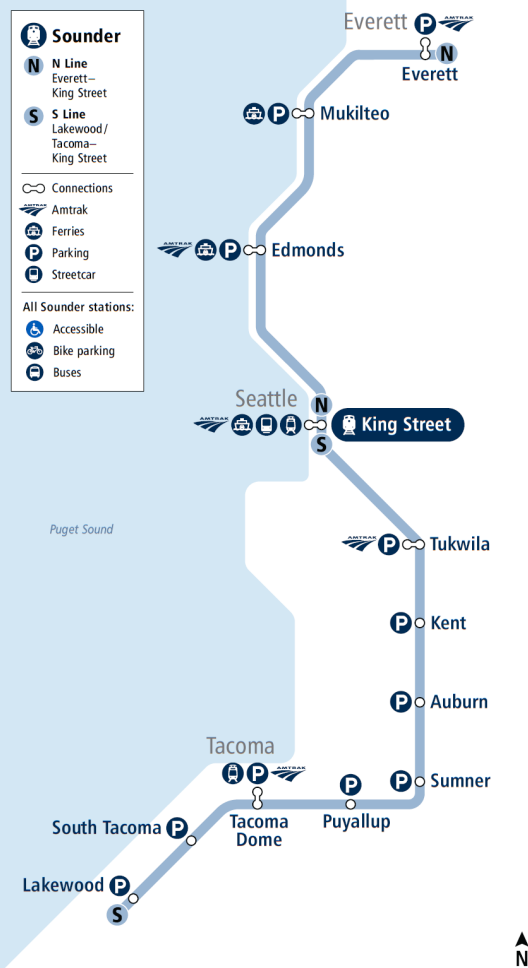 Sounder
N
N Line
Everett–
King Street
S
S Line
Lakewood/
Tacoma–
King Street
Connections
AMTRAK
Amtrak
Ferries
P
Parking
Streetcar
All Sounder stations:
Accessible
Bike parking
Buses
Everett
P
AMTRAK
N
Everett
P
Mukilteo
AMTRAK
P
Edmonds
Seattle
N
AMTRAK
King Street
S
Puget Sound
AMTRAK
P
Tukwila
P
Kent
P
Auburn
Tacoma
P
AMTRAK
P
P
Sumner
Tacoma
Dome
Puyallup
South Tacoma
P
Lakewood
P
S
N